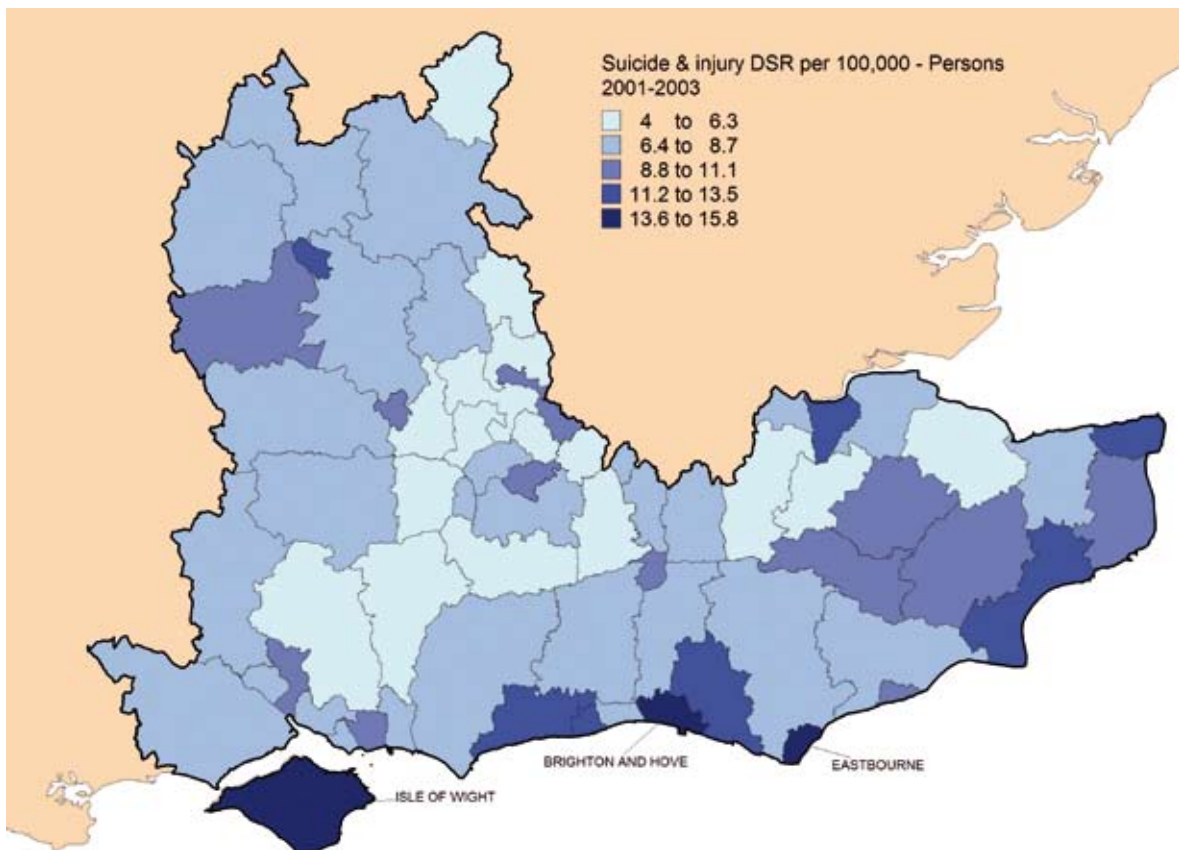 Suicide & injury DSR per 100,000 - Persons
2001-2003
4 to 6.3
6.4 to 8.7
8.8 to 11.1
11.2 to 13.5
13.6 to 15.8
BRIGHTON AND HOVE
EASTBOURNE
ISLE OF WIGHT